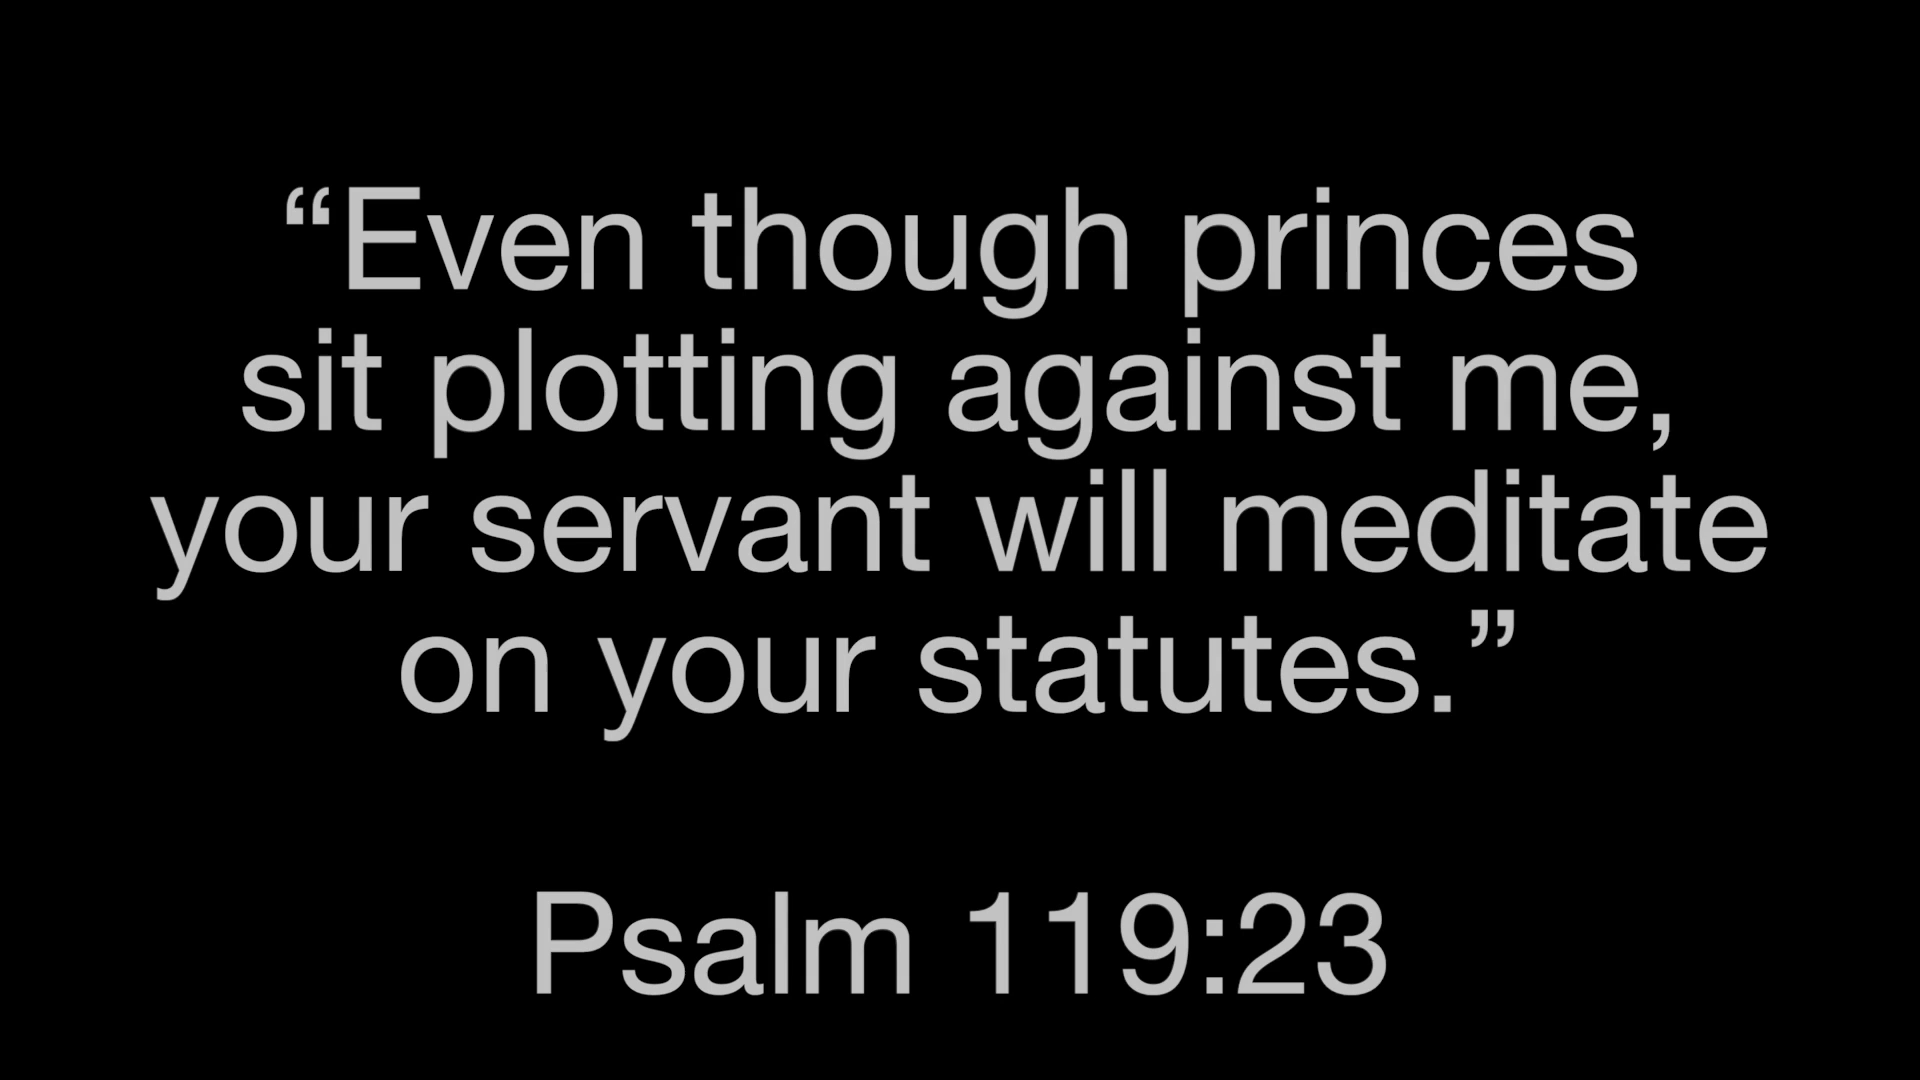 “Even though princes
sit plotting against me,
your servant will meditate
on your statutes.”
Psalm 119:23